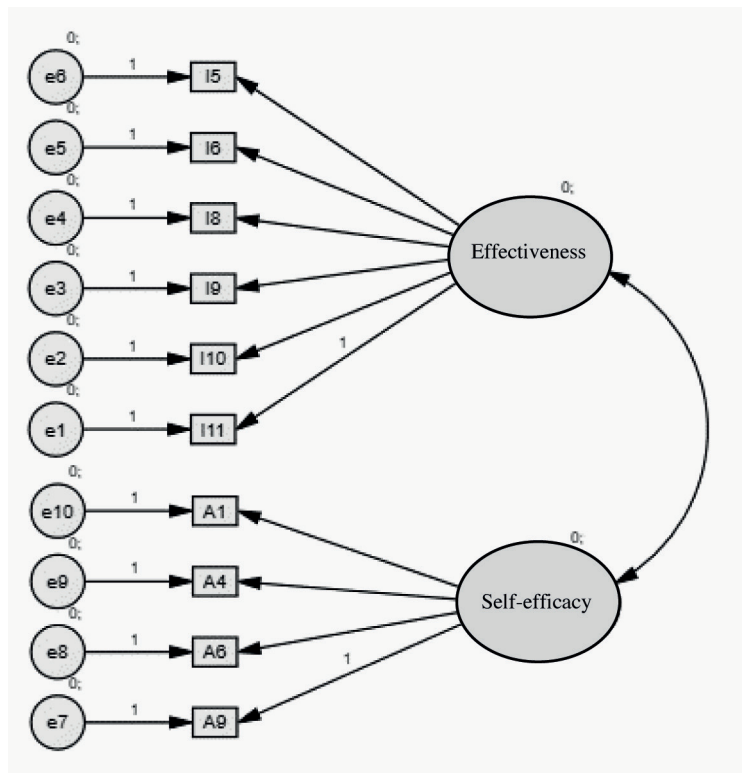 0;
e6 1 I5
0;
e5 1 I6
0;
e4 1 I8
0;
Effectiveness
0;
e3 1 I9
0;
e2 1 I10
1
0;
e1 1 I11
0;
e10 1 A1
0;
e9 1 A4
0;
Self-efficacy
0;
e8 1 A6
1
0;
e7 1 A9